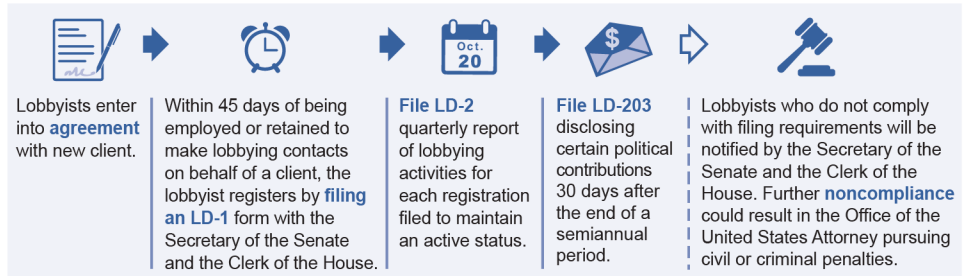 Oct.
20
$
Lobbyists enter
into agreement
with new client.
Within 45 days of being
employed or retained to
make lobbying contacts
on behalf of a client, the
lobbyist registers by filing
an LD-1 form with the
Secretary of the Senate
and the Clerk of the House.
File LD-2
quarterly report
of lobbying
activities for
each registration
filed to maintain
an active status.
File LD-203
disclosing
certain political
contributions
30 days after
the end of a
semiannual
period.
Lobbyists who do not comply
with filing requirements will be
notified by the Secretary of the
Senate and the Clerk of the
House. Further noncompliance
could result in the Office of the
United States Attorney pursuing
civil or criminal penalties.